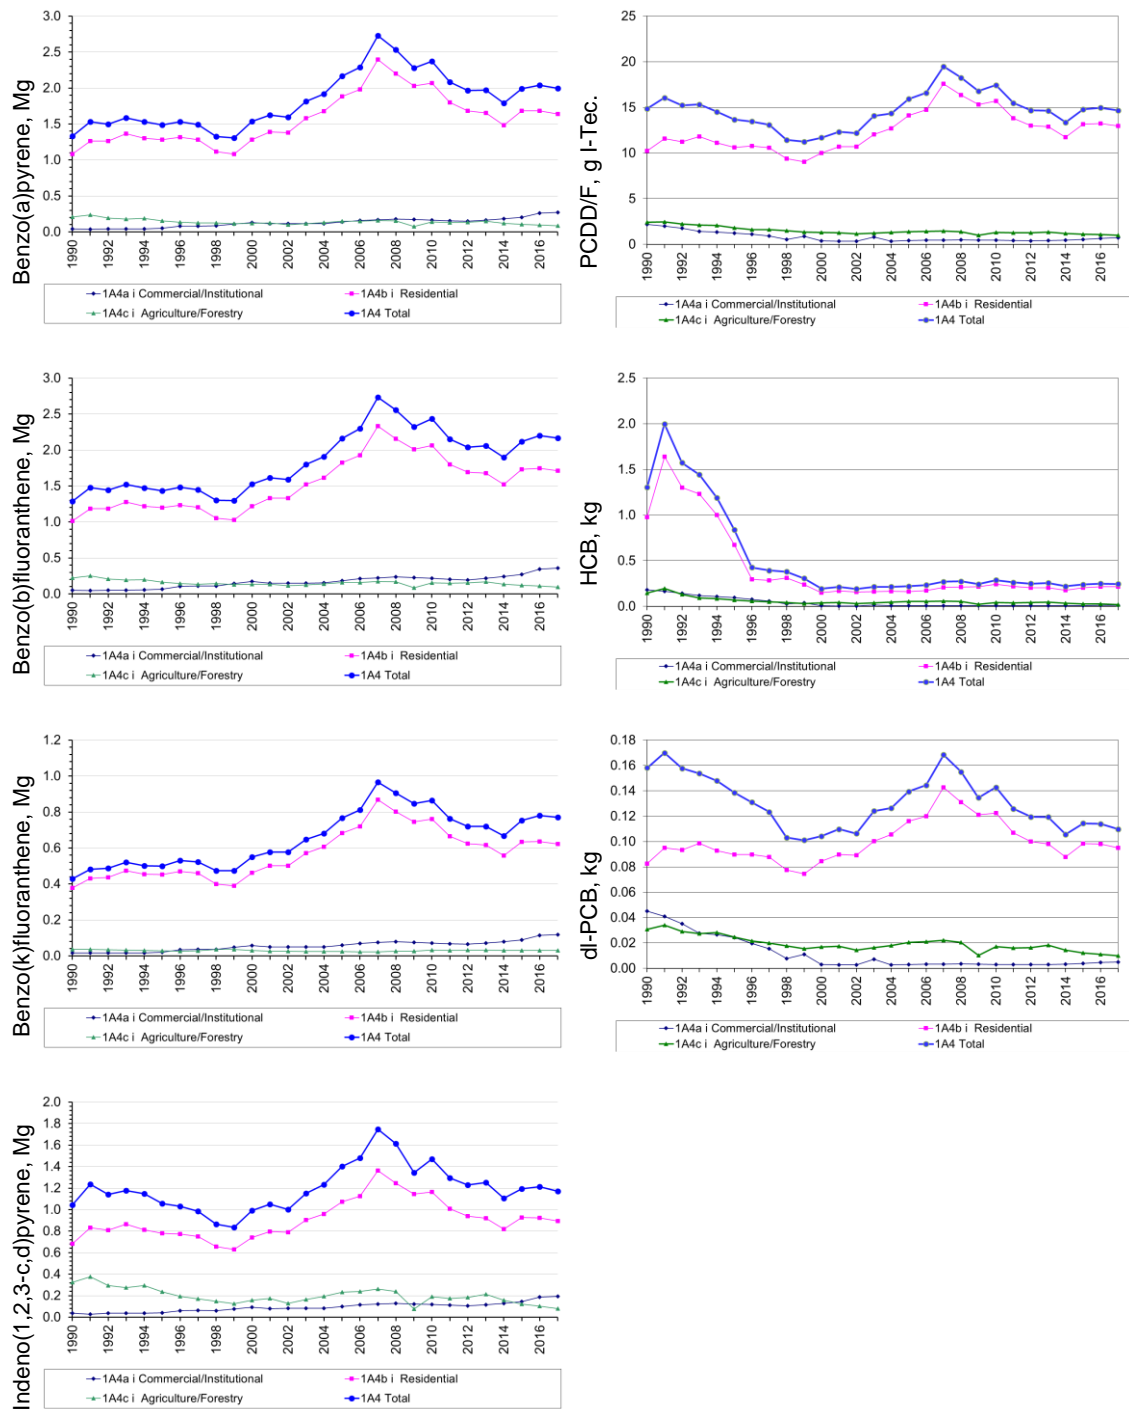 Benzo(a)pyrene, Mg
3.0
2.5
2.0
1.5
1.0
0.5
0.0
1990 1992 1994 1996 1998 2000 2002 2004 2006 2008 2010 2012 2014 2016
1A4a i Commercial/Institutional 1A4b i Residential
1A4c i Agriculture/Forestry 1A4 Total
PCDD/F, g I-Tec.
25
20
15
10
5
0
1990 1992 1994 1996 1998 2000 2002 2004 2006 2008 2010 2012 2014 2016
1A4a i Commercial/Institutional 1A4b i Residential
1A4c i Agriculture/Forestry 1A4 Total
Benzo(b)fluoranthene, Mg
3.0
2.5
2.0
1.5
1.0
0.5
0.0
1990 1992 1994 1996 1998 2000 2002 2004 2006 2008 2010 2012 2014 2016
1A4a i Commercial/Institutional 1A4b i Residential
1A4c i Agriculture/Forestry 1A4 Total
HCB, kg
2.5
2.0
1.5
1.0
0.5
0.0
1990 1992 1994 1996 1998 2000 2002 2004 2006 2008 2010 2012 2014 2016
1A4a i Commercial/Institutional 1A4b i Residential
1A4c i Agriculture/Forestry 1A4 Total
Benzo(k)fluoranthene, Mg
1.2
1.0
0.8
0.6
0.4
0.2
0.0
1990 1992 1994 1996 1998 2000 2002 2004 2006 2008 2010 2012 2014 2016
1A4a i Commercial/Institutional 1A4b i Residential
1A4c i Agriculture/Forestry 1A4 Total
dl-PCB, kg
0.18
0.16
0.14
0.12
0.10
0.08
0.06
0.04
0.02
0.00
1990 1992 1994 1996 1998 2000 2002 2004 2006 2008 2010 2012 2014 2016
1A4a i Commercial/Institutional 1A4b i Residential
1A4c i Agriculture/Forestry 1A4 Total
Indeno(1,2,3-c,d)pyrene, Mg
2.0
1.8
1.6
1.4
1.2
1.0
0.8
0.6
0.4
0.2
0.0
1990 1992 1994 1996 1998 2000 2002 2004 2006 2008 2010 2012 2014 2016
1A4a i Commercial/Institutional 1A4b i Residential
1A4c i Agriculture/Forestry 1A4 Total